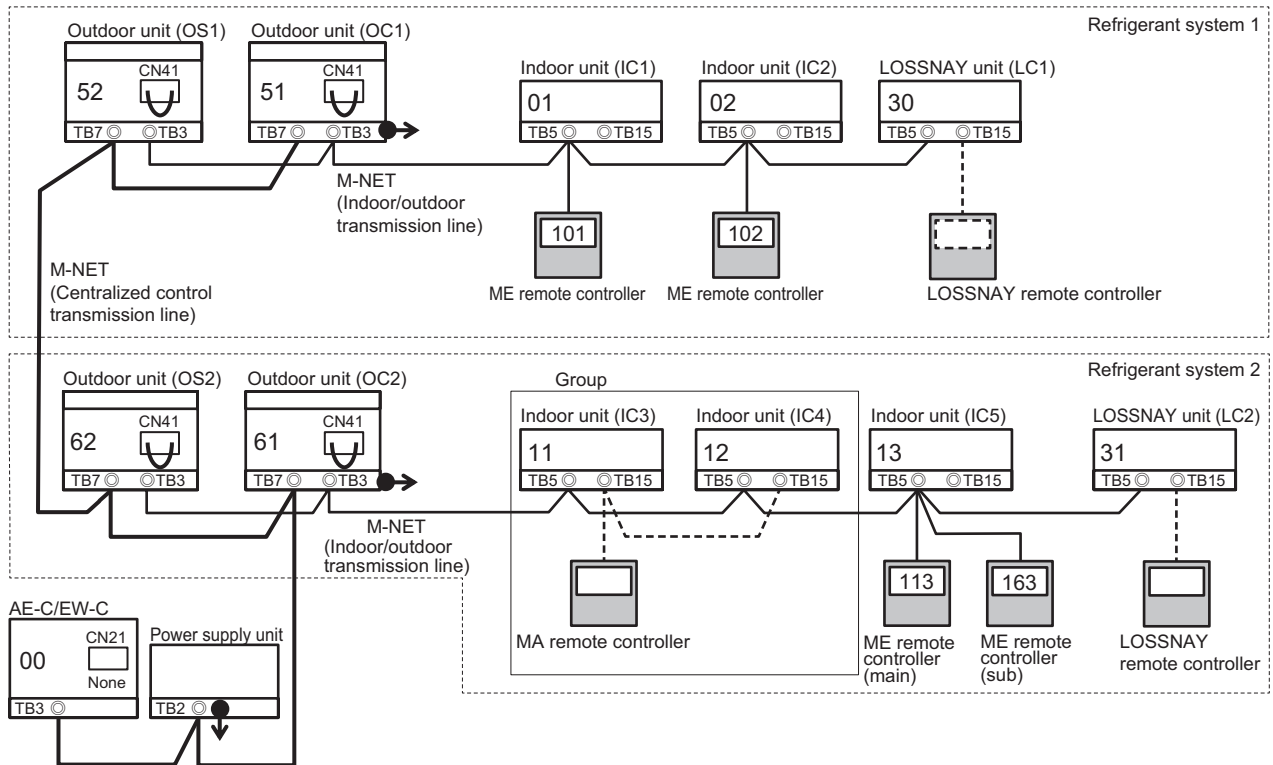 Refrigerant system 1
Outdoor unit (OS1)
Outdoor unit (OC1)
CN41
CN41
52
51
TB7
TB3
TB7
TB3
Indoor unit (IC1)
Indoor unit (IC2)
LOSSNAY unit (LC1)
01
02
30
TB5
TB15
TB5
TB15
TB5
TB15
M-NET
(Indoor/outdoor
transmission line)
101
102
ME remote controller
ME remote controller
LOSSNAY remote controller
M-NET
(Centralized control
transmission line)
Refrigerant system 2
Outdoor unit (OS2)
Outdoor unit (OC2)
CN41
CN41
62
61
TB7
TB3
TB7
TB3
Group
Indoor unit (IC3)
Indoor unit (IC4)
Indoor unit (IC5)
LOSSNAY unit (LC2)
11
12
13
31
TB5
TB15
TB5
TB15
TB5
TB15
TB5
TB15
M-NET
(Indoor/outdoor
transmission line)
MA remote controller
113
163
ME remote
controller
(main)
ME remote
controller
(sub)
LOSSNAY
remote controller
AE-C/EW-C
CN21
00
None
TB3
Power supply unit
TB2